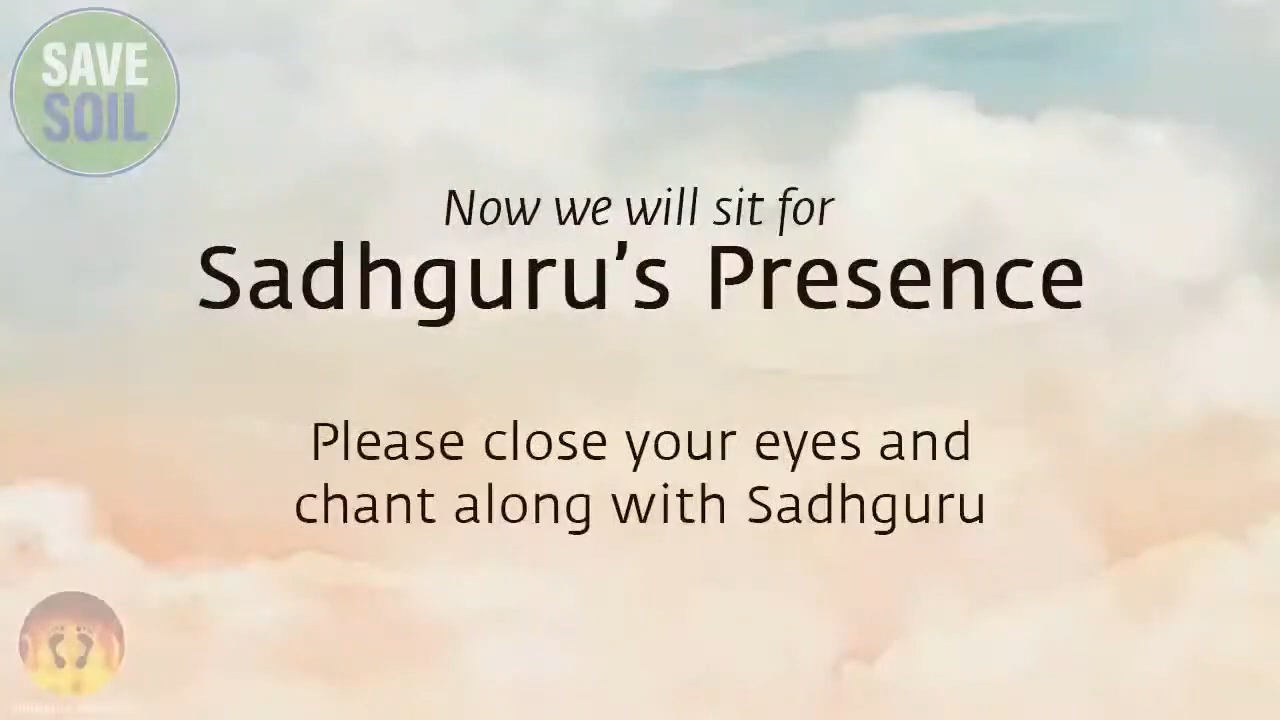 SAVE
SOIL
Now we will sit for
Sadhguru's Presence
Please close your eyes and
chant along with Sadhguru